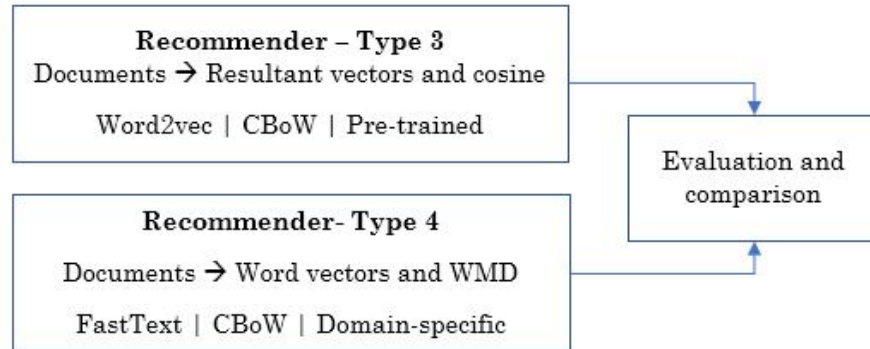 Recommender – Type 3
Documents → Resultant vectors and cosine
Word2vec | CBoW | Pre-trained
Evaluation and
comparison
Recommender- Type 4
Documents → Word vectors and WMD
FastText | CBoW | Domain-specific